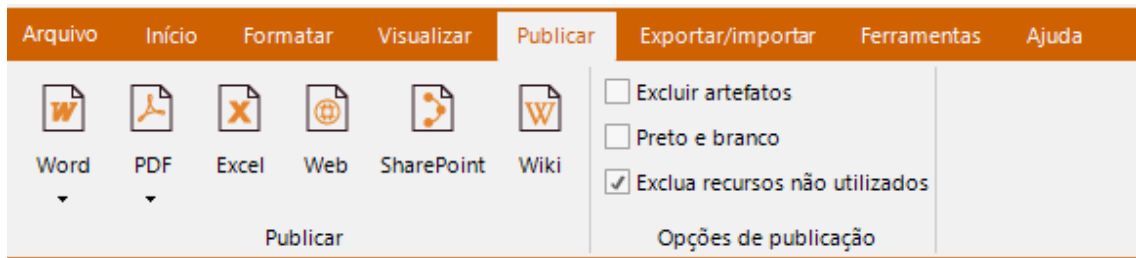 Arquivo Início Formatar Visualizar Publicar Exportar/importar Ferramentas Ajuda
Word PDF Excel Web SharePoint Wiki
Excluir artefatos
Preto e branco
Exclua recursos não utilizados
Publicar Opções de publicação